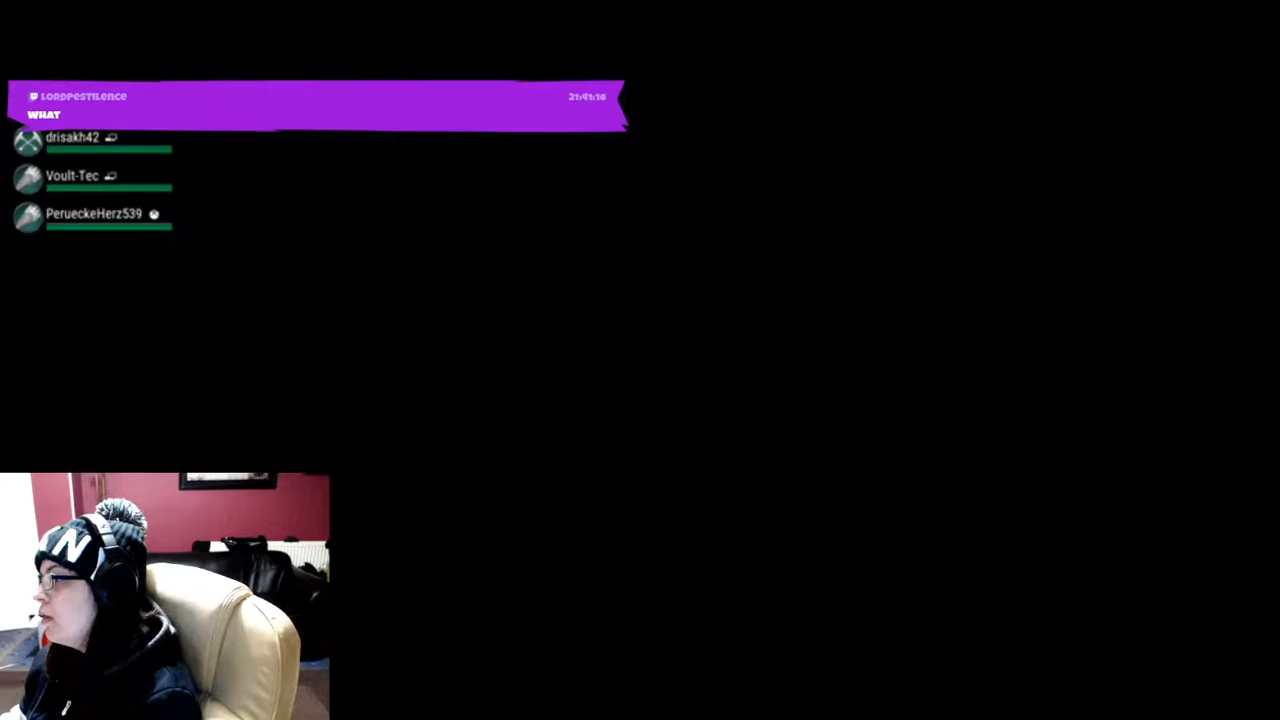 LORDPESTILENCE 21:41:16
WHAT
drisakh42
Voult-Tec
PerueckeHerz539
N